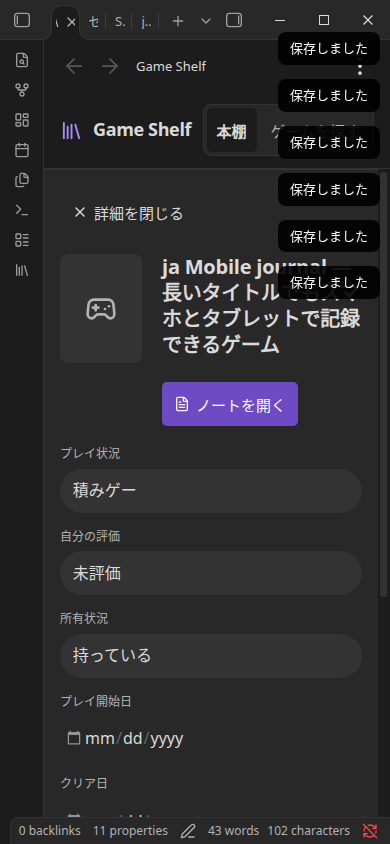 S.
j..
Game Shelf
保存しました
保存しました
Game Shelf
本棚
保存しました
保存しました
詳細を閉じる
保存しました
保存しました
ja Mobile journal —
長いタイトルでもスマ
ホとタブレットで記録
できるゲーム
ノートを開く
プレイ状況
積みゲー
自分の評価
未評価
所有状況
持っている
プレイ開始日
mm/dd/yyyy
クリア日
0 backlinks 11 properties 43 words 102 characters